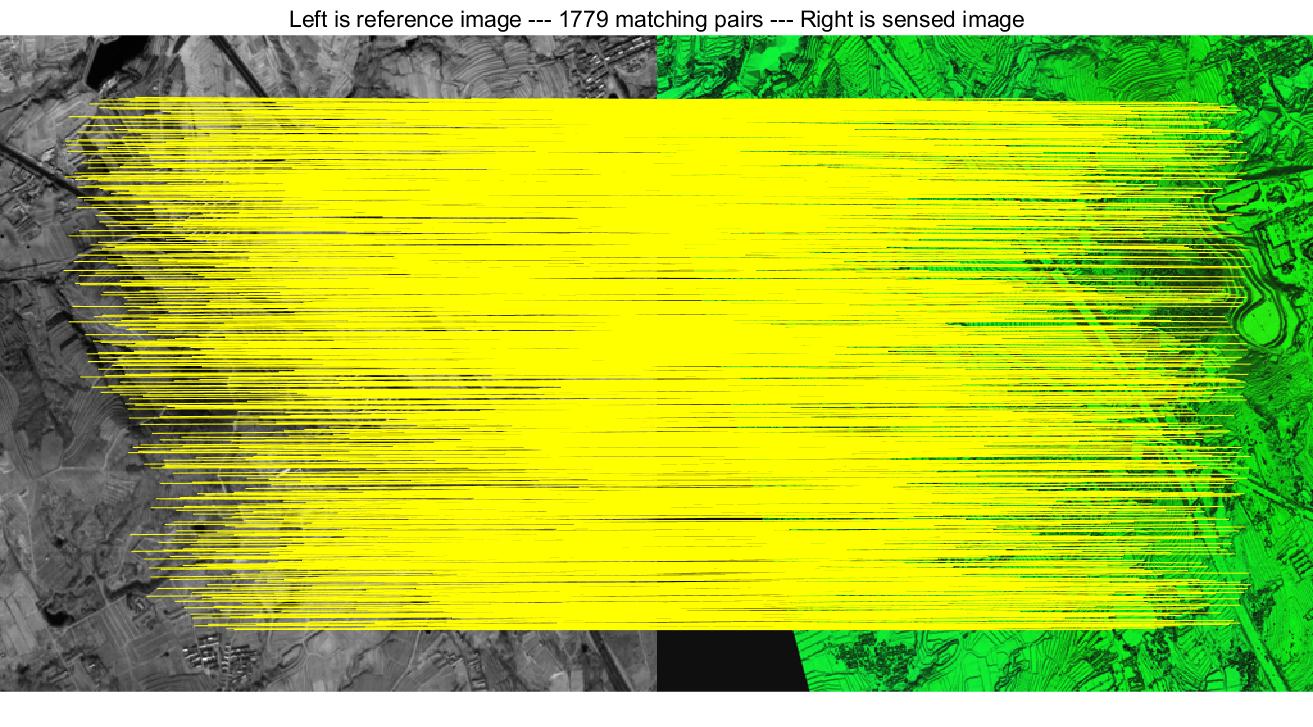 Left is reference image --- 1779 matching pairs --- Right is sensed image